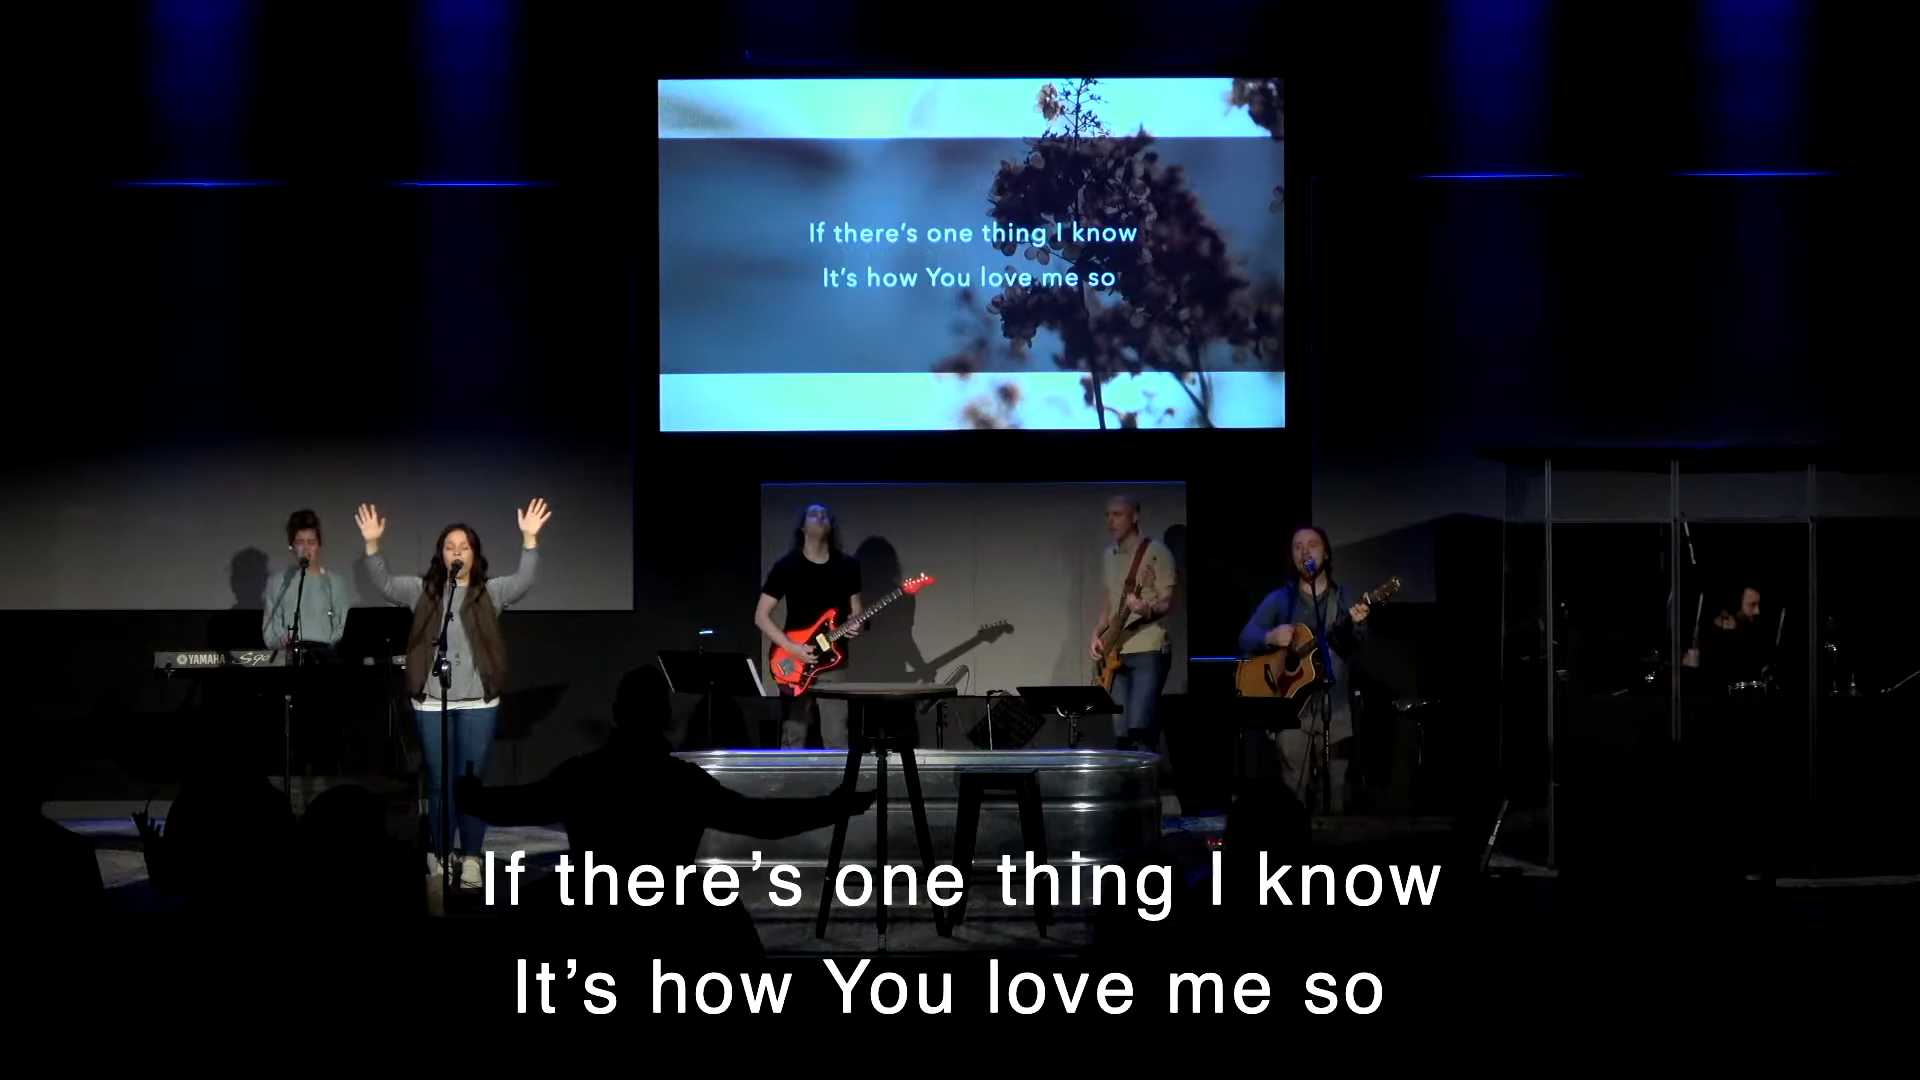 If there's one thing I know
It's how You love me so
YAMAHA S90
If there's one thing I know
It's how You love me so